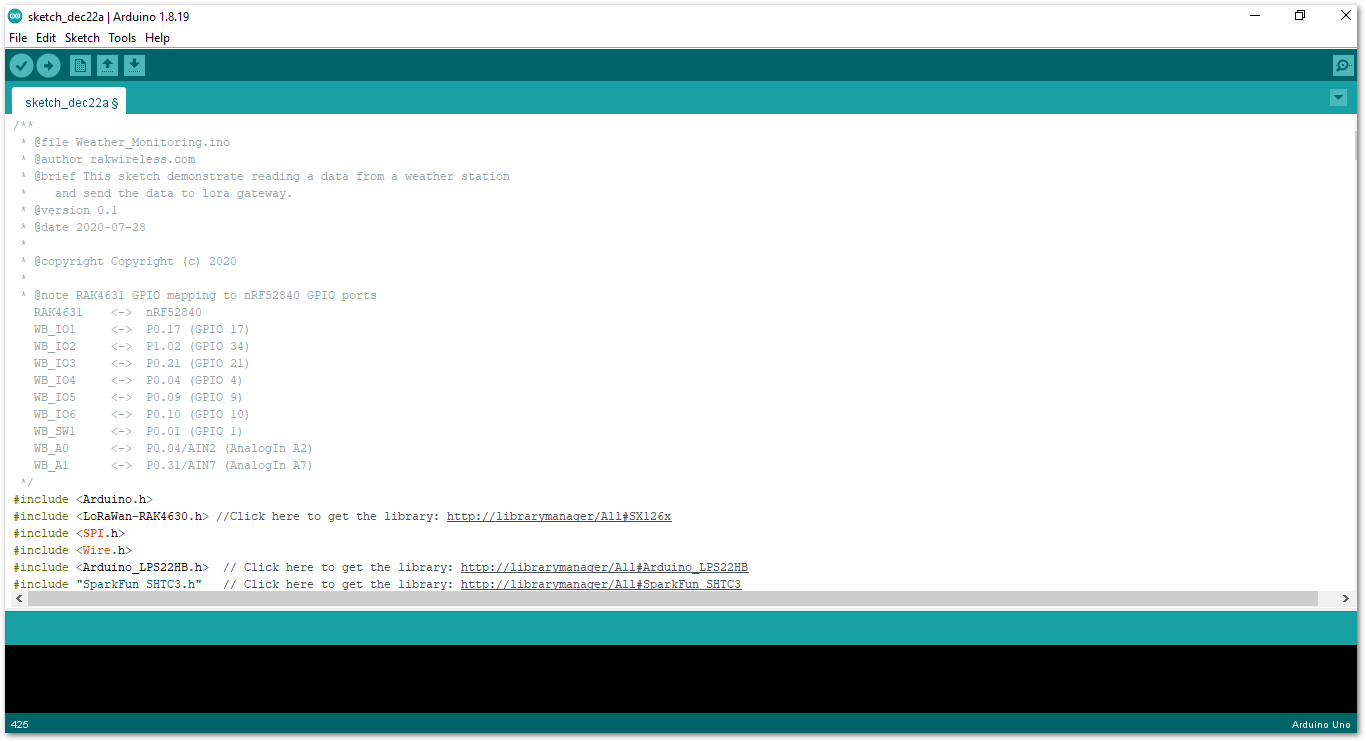 sketch_dec22a | Arduino 1.8.19
File Edit Sketch Tools Help
sketch_dec22a §
/**
 * @file Weather_Monitoring.ino
 * @author rakwireless.com
 * @brief This sketch demonstrate reading a data from a weather station
 *    and send the data to lora gateway.
 * @version 0.1
 * @date 2020-07-28
 *
 * @copyright Copyright (c) 2020
 *
 * @note RAK4631 GPIO mapping to nRF52840 GPIO ports
   RAK4631    <->  nRF52840
   WB_IO1     <->  P0.17 (GPIO 17)
   WB_IO2     <->  P1.02 (GPIO 34)
   WB_IO3     <->  P0.21 (GPIO 21)
   WB_IO4     <->  P0.04 (GPIO 4)
   WB_IO5     <->  P0.09 (GPIO 9)
   WB_IO6     <->  P0.10 (GPIO 10)
   WB_SW1     <->  P0.01 (GPIO 1)
   WB_A0      <->  P0.04/AIN2 (AnalogIn A2)
   WB_A1      <->  P0.31/AIN7 (AnalogIn A7)
 */
#include <Arduino.h>
#include <LoRaWan-RAK4630.h> //Click here to get the library: http://librarymanager/All#SX126x
#include <SPI.h>
#include <Wire.h>
#include <Arduino_LPS22HB.h>  // Click here to get the library: http://librarymanager/All#Arduino_LPS22HB
#include "SparkFun_SHTC3.h"   // Click here to get the library: http://librarymanager/All#SparkFun_SHTC3
425
Arduino Uno